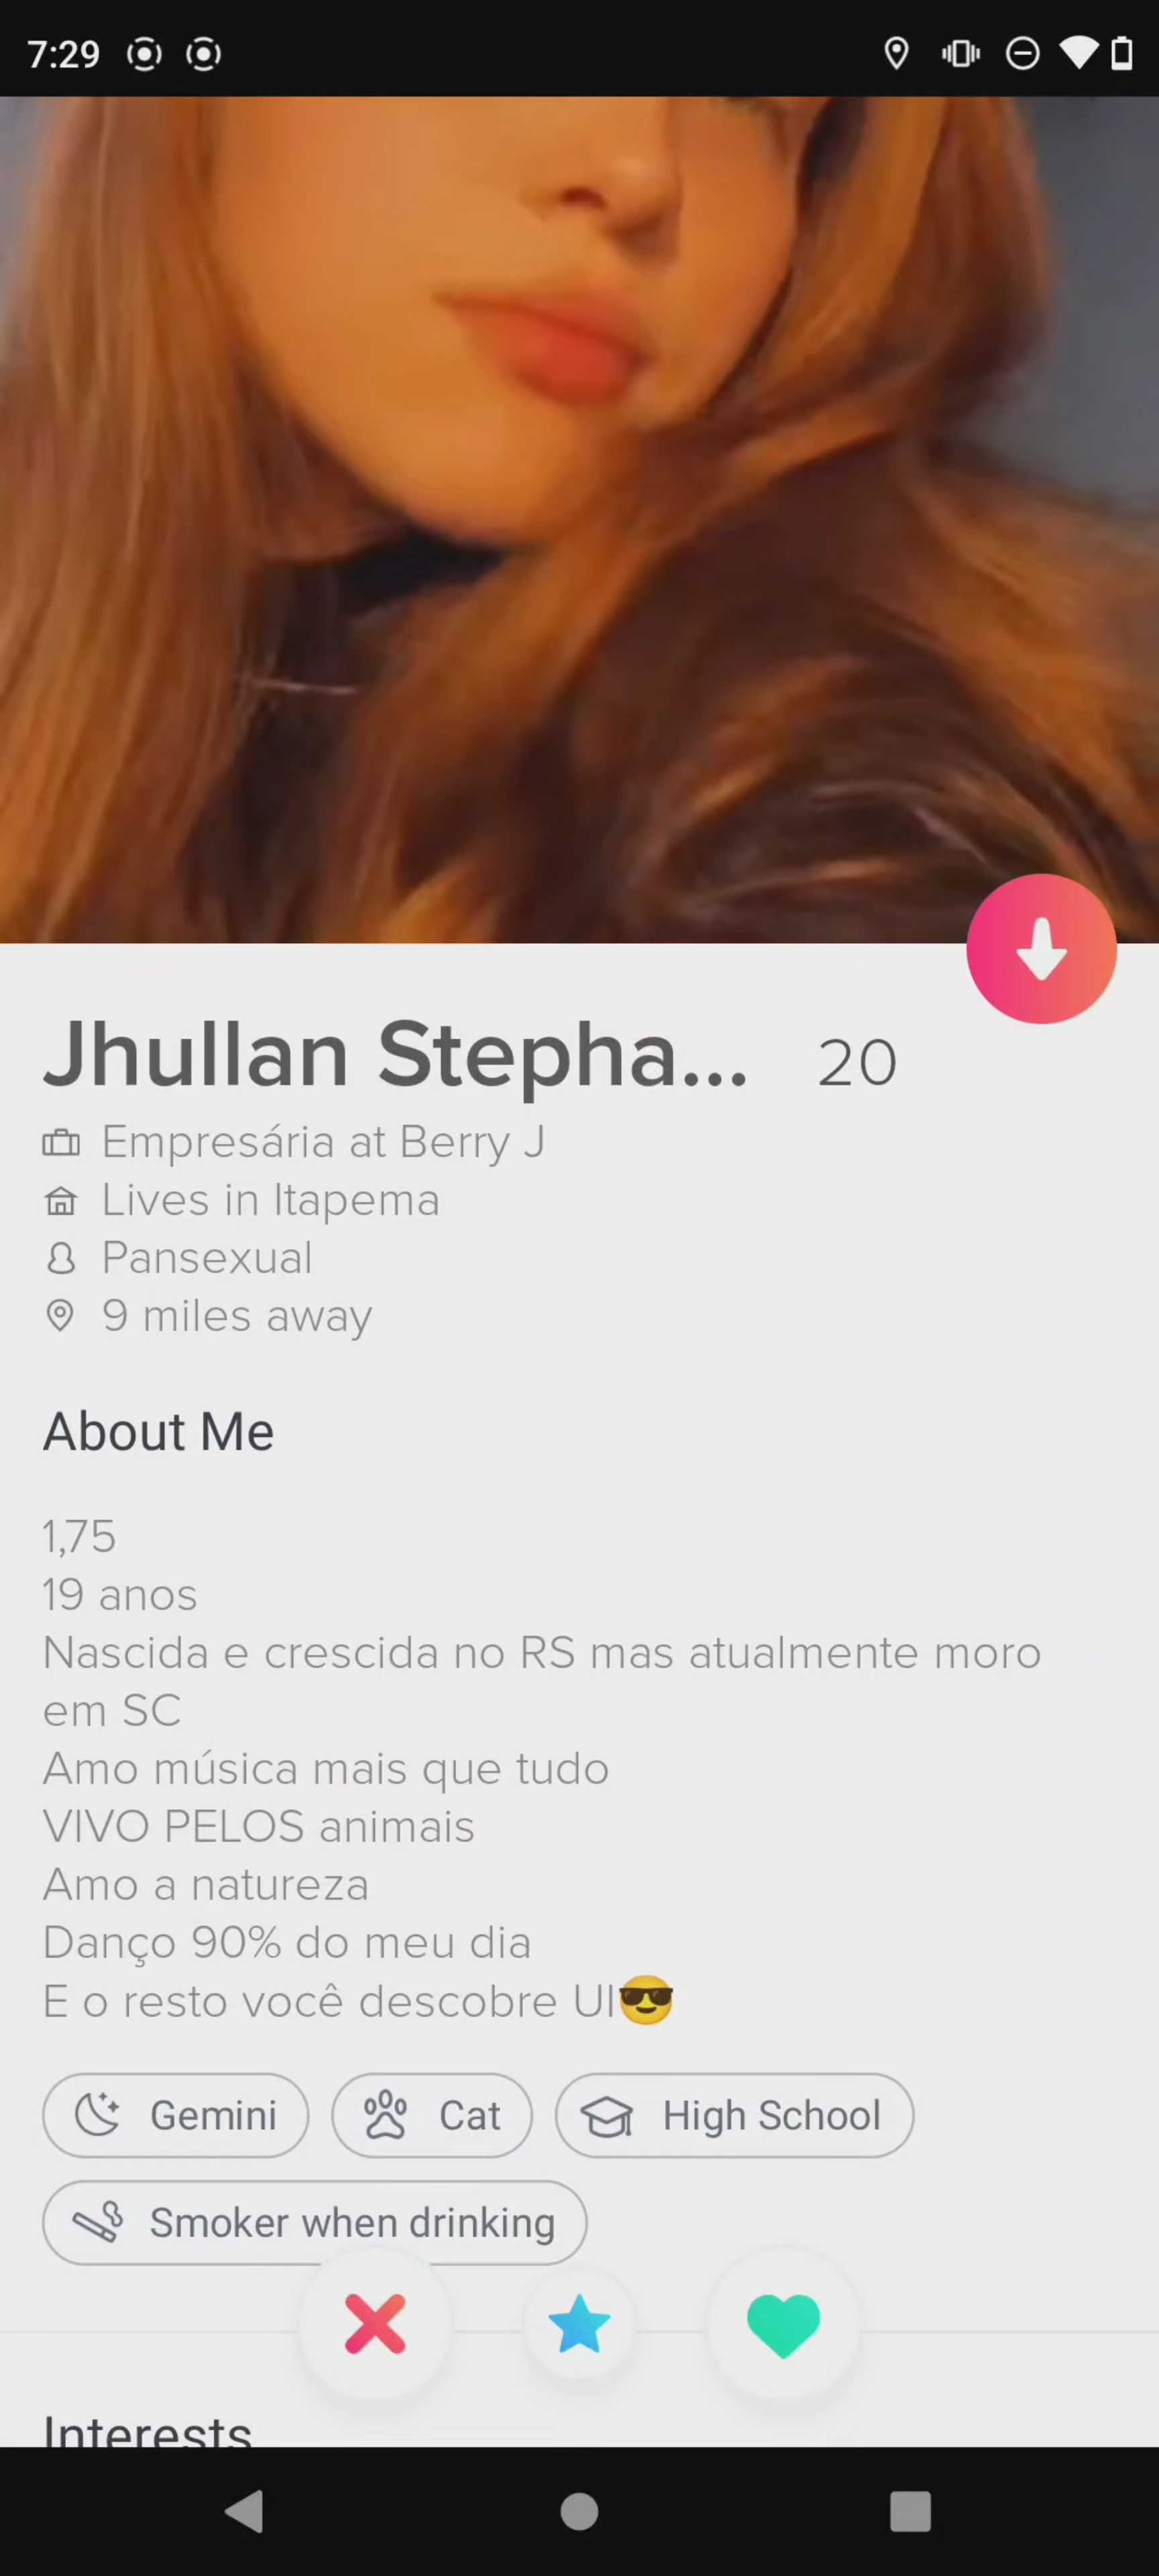 7:29
Jhullan Stepha... 20
Empresária at Berry J
Lives in Itapema
Pansexual
9 miles away
About Me
1,75
19 anos
Nascida e crescida no RS mas atualmente moro
em SC
Amo música mais que tudo
VIVO PELOS animais
Amo a natureza
Danço 90% do meu dia
E o resto você descobre UI😎
Gemini
Cat
High School
Smoker when drinking
Interests